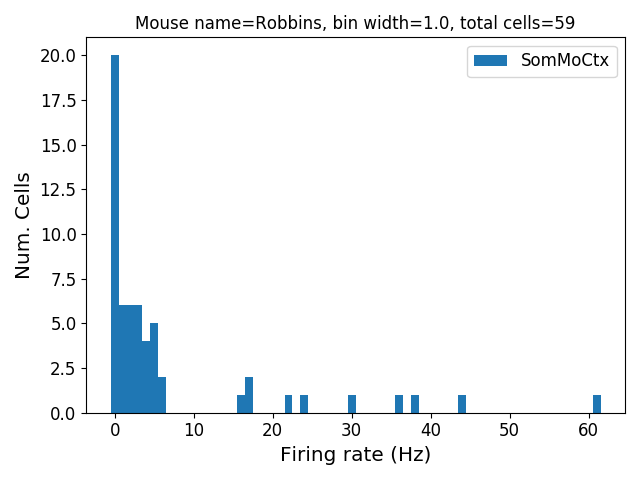 Mouse name=Robbins, bin width=1.0, total cells=59
SomMoCtx
20.0
17.5
15.0
12.5
10.0
7.5
5.0
2.5
0.0
Num. Cells
0 10 20 30 40 50 60
Firing rate (Hz)